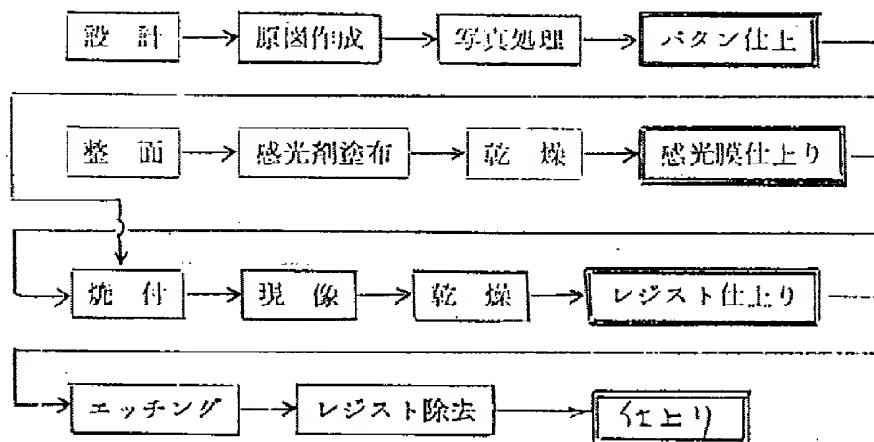 設計 原図作成 写真処理 パタン仕上
整面 感光剤塗布 乾燥 感光膜仕上り
焼付 現像 乾燥 レジスト仕上り
エッチング レジスト除去 仕上り